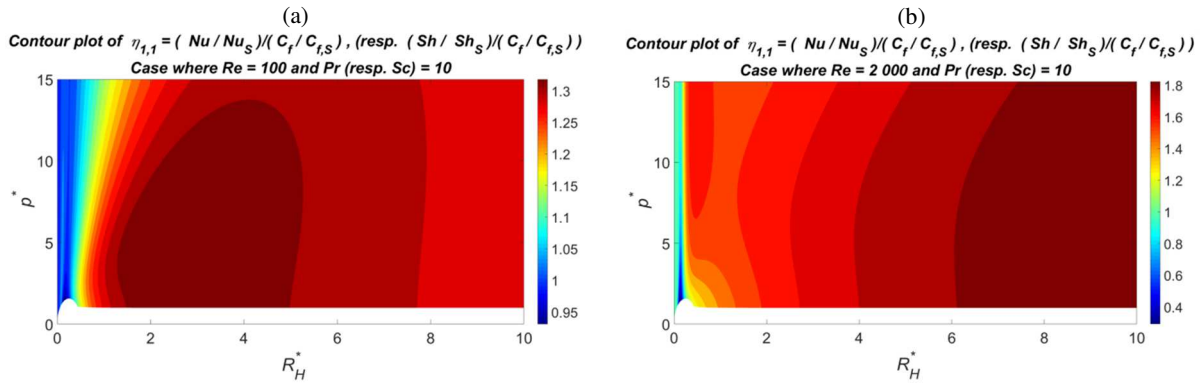 (a)
Contour plot of η1,1 = ( Nu / NuS )/( Cf / Cf,S ) , (resp. ( Sh / ShS )/( Cf / Cf,S ) )
Case where Re = 100 and Pr (resp. Sc) = 10
15
10
5
0
p*
0 2 4 6 8 10
RH*
1.3
1.25
1.2
1.15
1.1
1.05
1
0.95
(b)
Contour plot of η1,1 = ( Nu / NuS )/( Cf / Cf,S ) , (resp. ( Sh / ShS )/( Cf / Cf,S ) )
Case where Re = 2 000 and Pr (resp. Sc) = 10
15
10
5
0
p*
0 2 4 6 8 10
RH*
1.8
1.6
1.4
1.2
1
0.8
0.6
0.4